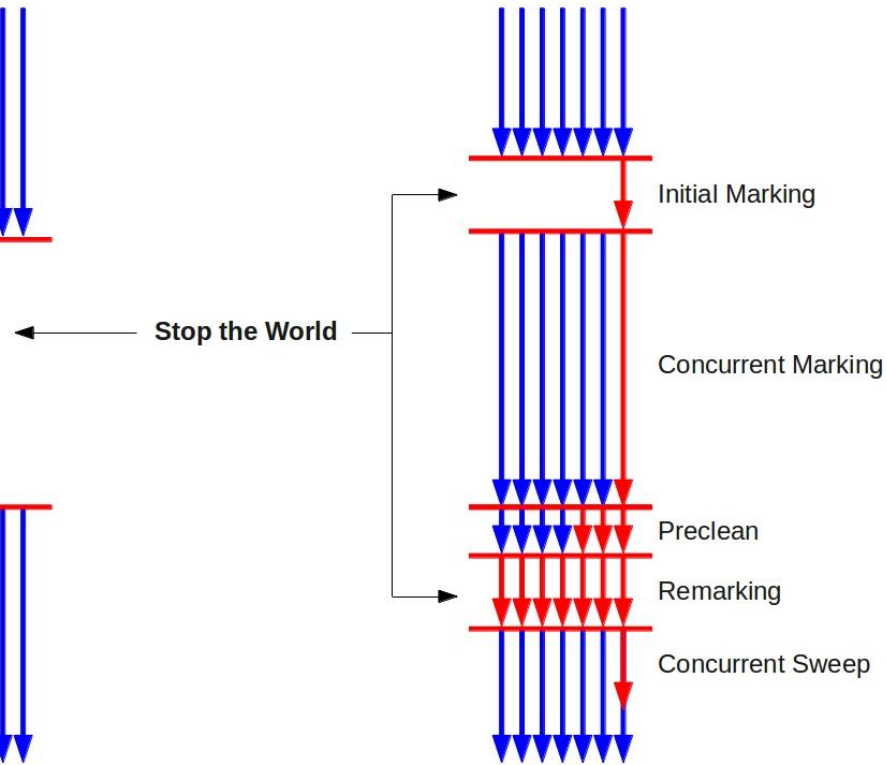 Initial Marking
Stop the World
Concurrent Marking
Preclean
Remarking
Concurrent Sweep